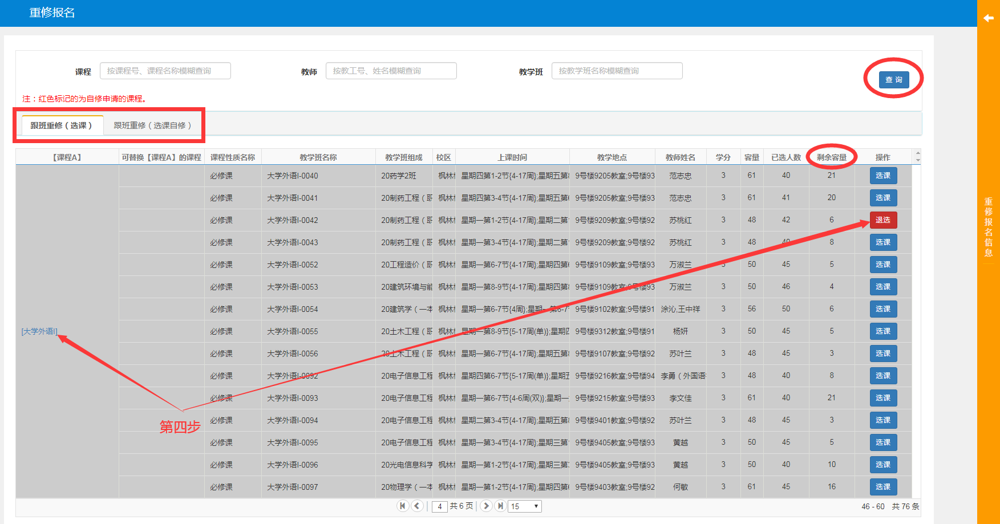 重修报名
课程 按课程号、课程名称模糊查询 教师 按教工号、姓名模糊查询 教学班 按教学班名称模糊查询
查 询
注：红色标记的为自修申请的课程。
跟班重修（选课） 跟班重修（选课自修）
【课程A】 可替换【课程A】的课程 课程性质名称 教学班名称 教学班组成 校区 上课时间 教学地点 教师姓名 学分 容量 已选人数 剩余容量 操作
必修课 大学外语I-0040 20药学2班 枫林 星期四第1-2节{4-17周};星期五第 9号楼9205教室;9号楼93 范志忠 3 61 40 21 选课
必修课 大学外语I-0041 20制药工程（职 枫林 星期四第3-4节{4-17周};星期五第 9号楼9205教室;9号楼93 范志忠 3 61 41 20 选课
必修课 大学外语I-0042 20制药工程（职 枫林 星期一第1-2节{4-17周};星期二第 9号楼9209教室;9号楼92 苏桃红 3 48 42 6 退选
必修课 大学外语I-0043 20制药工程（职 枫林 星期一第3-4节{4-17周};星期二第 9号楼9209教室;9号楼92 苏桃红 3 48 40 8 选课
必修课 大学外语I-0052 20工程造价（职 枫林 星期一第6-7节{4-17周};星期四第 9号楼9109教室;9号楼93 万淑兰 3 50 45 5 选课
必修课 大学外语I-0053 20建筑环境与能 枫林 星期一第8-9节{4-17周};星期四第 9号楼9109教室;9号楼93 万淑兰 3 50 46 4 选课
必修课 大学外语I-0054 20建筑学（一本 枫林 星期一第6-7节{4周};星期一第6-7 9号楼9102教室;9号楼91 涂沁,王中祥 3 56 50 6 选课
[大学外语I] 必修课 大学外语I-0055 20土木工程（职 枫林 星期一第8-9节{5-17周(单)};星期四 9号楼9312教室;9号楼91 杨妍 3 50 45 5 选课
必修课 大学外语I-0056 20土木工程（职 枫林 星期一第6-7节{4-17周};星期五第 9号楼9107教室;9号楼92 苏叶兰 3 48 45 3 选课
必修课 大学外语I-0092 20电子信息工程 枫林 星期四第6-7节{5-17周(单)};星期五 9号楼9216教室;9号楼94 李勇（外国语 3 48 40 8 选课
必修课 大学外语I-0093 20电子信息工程 枫林 星期一第6-7节{4-6周(双)};星期一 9号楼9215教室;9号楼93 李文佳 3 61 40 21 选课
必修课 大学外语I-0094 20电子信息工程 枫林 星期二第3-4节{4-17周};星期五第 9号楼9401教室;9号楼92 苏叶兰 3 48 45 3 选课
必修课 大学外语I-0095 20电子信息工程 枫林 星期一第3-4节{4-17周};星期三第 9号楼9405教室;9号楼93 黄越 3 50 45 5 选课
必修课 大学外语I-0096 20光电信息科学 枫林 星期一第1-2节{4-17周};星期三第 9号楼9405教室;9号楼93 黄越 3 50 40 10 选课
必修课 大学外语I-0097 20物理学（一本 枫林 星期一第1-2节{4-17周};星期四第 9号楼9403教室;9号楼92 何敏 3 61 45 16 选课
第四步
4 共 6 页 15 46 - 60 共 76 条
重修报名信息